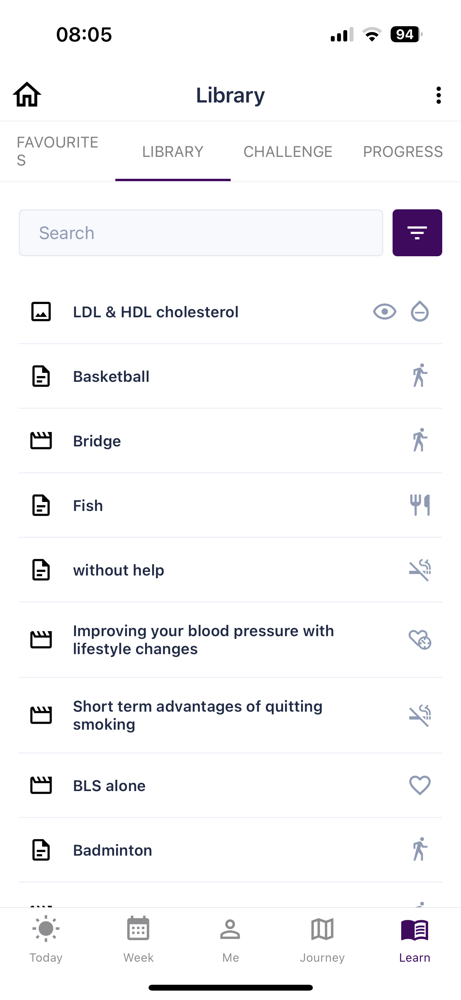 08:05
94
Library
FAVOURITE
S
LIBRARY
CHALLENGE
PROGRESS
Search
LDL & HDL cholesterol
Basketball
Bridge
Fish
without help
Improving your blood pressure with
lifestyle changes
Short term advantages of quitting
smoking
BLS alone
Badminton
Today
Week
Me
Journey
Learn